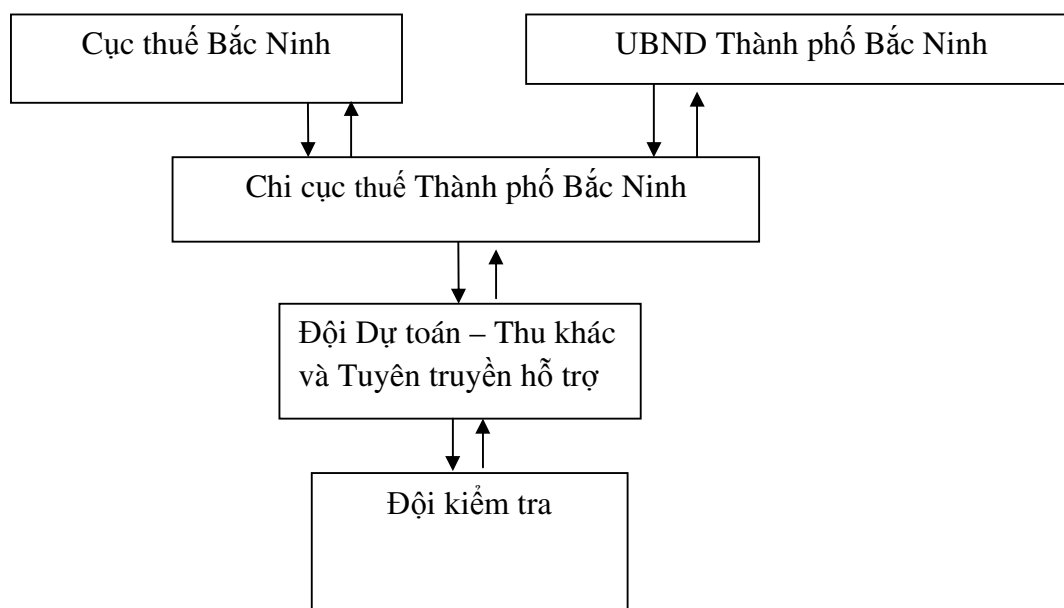 Cục thuế Bắc Ninh
UBND Thành phố Bắc Ninh
Chi cục thuế Thành phố Bắc Ninh
Đội Dự toán – Thu khác
và Tuyên truyền hỗ trợ
Đội kiểm tra